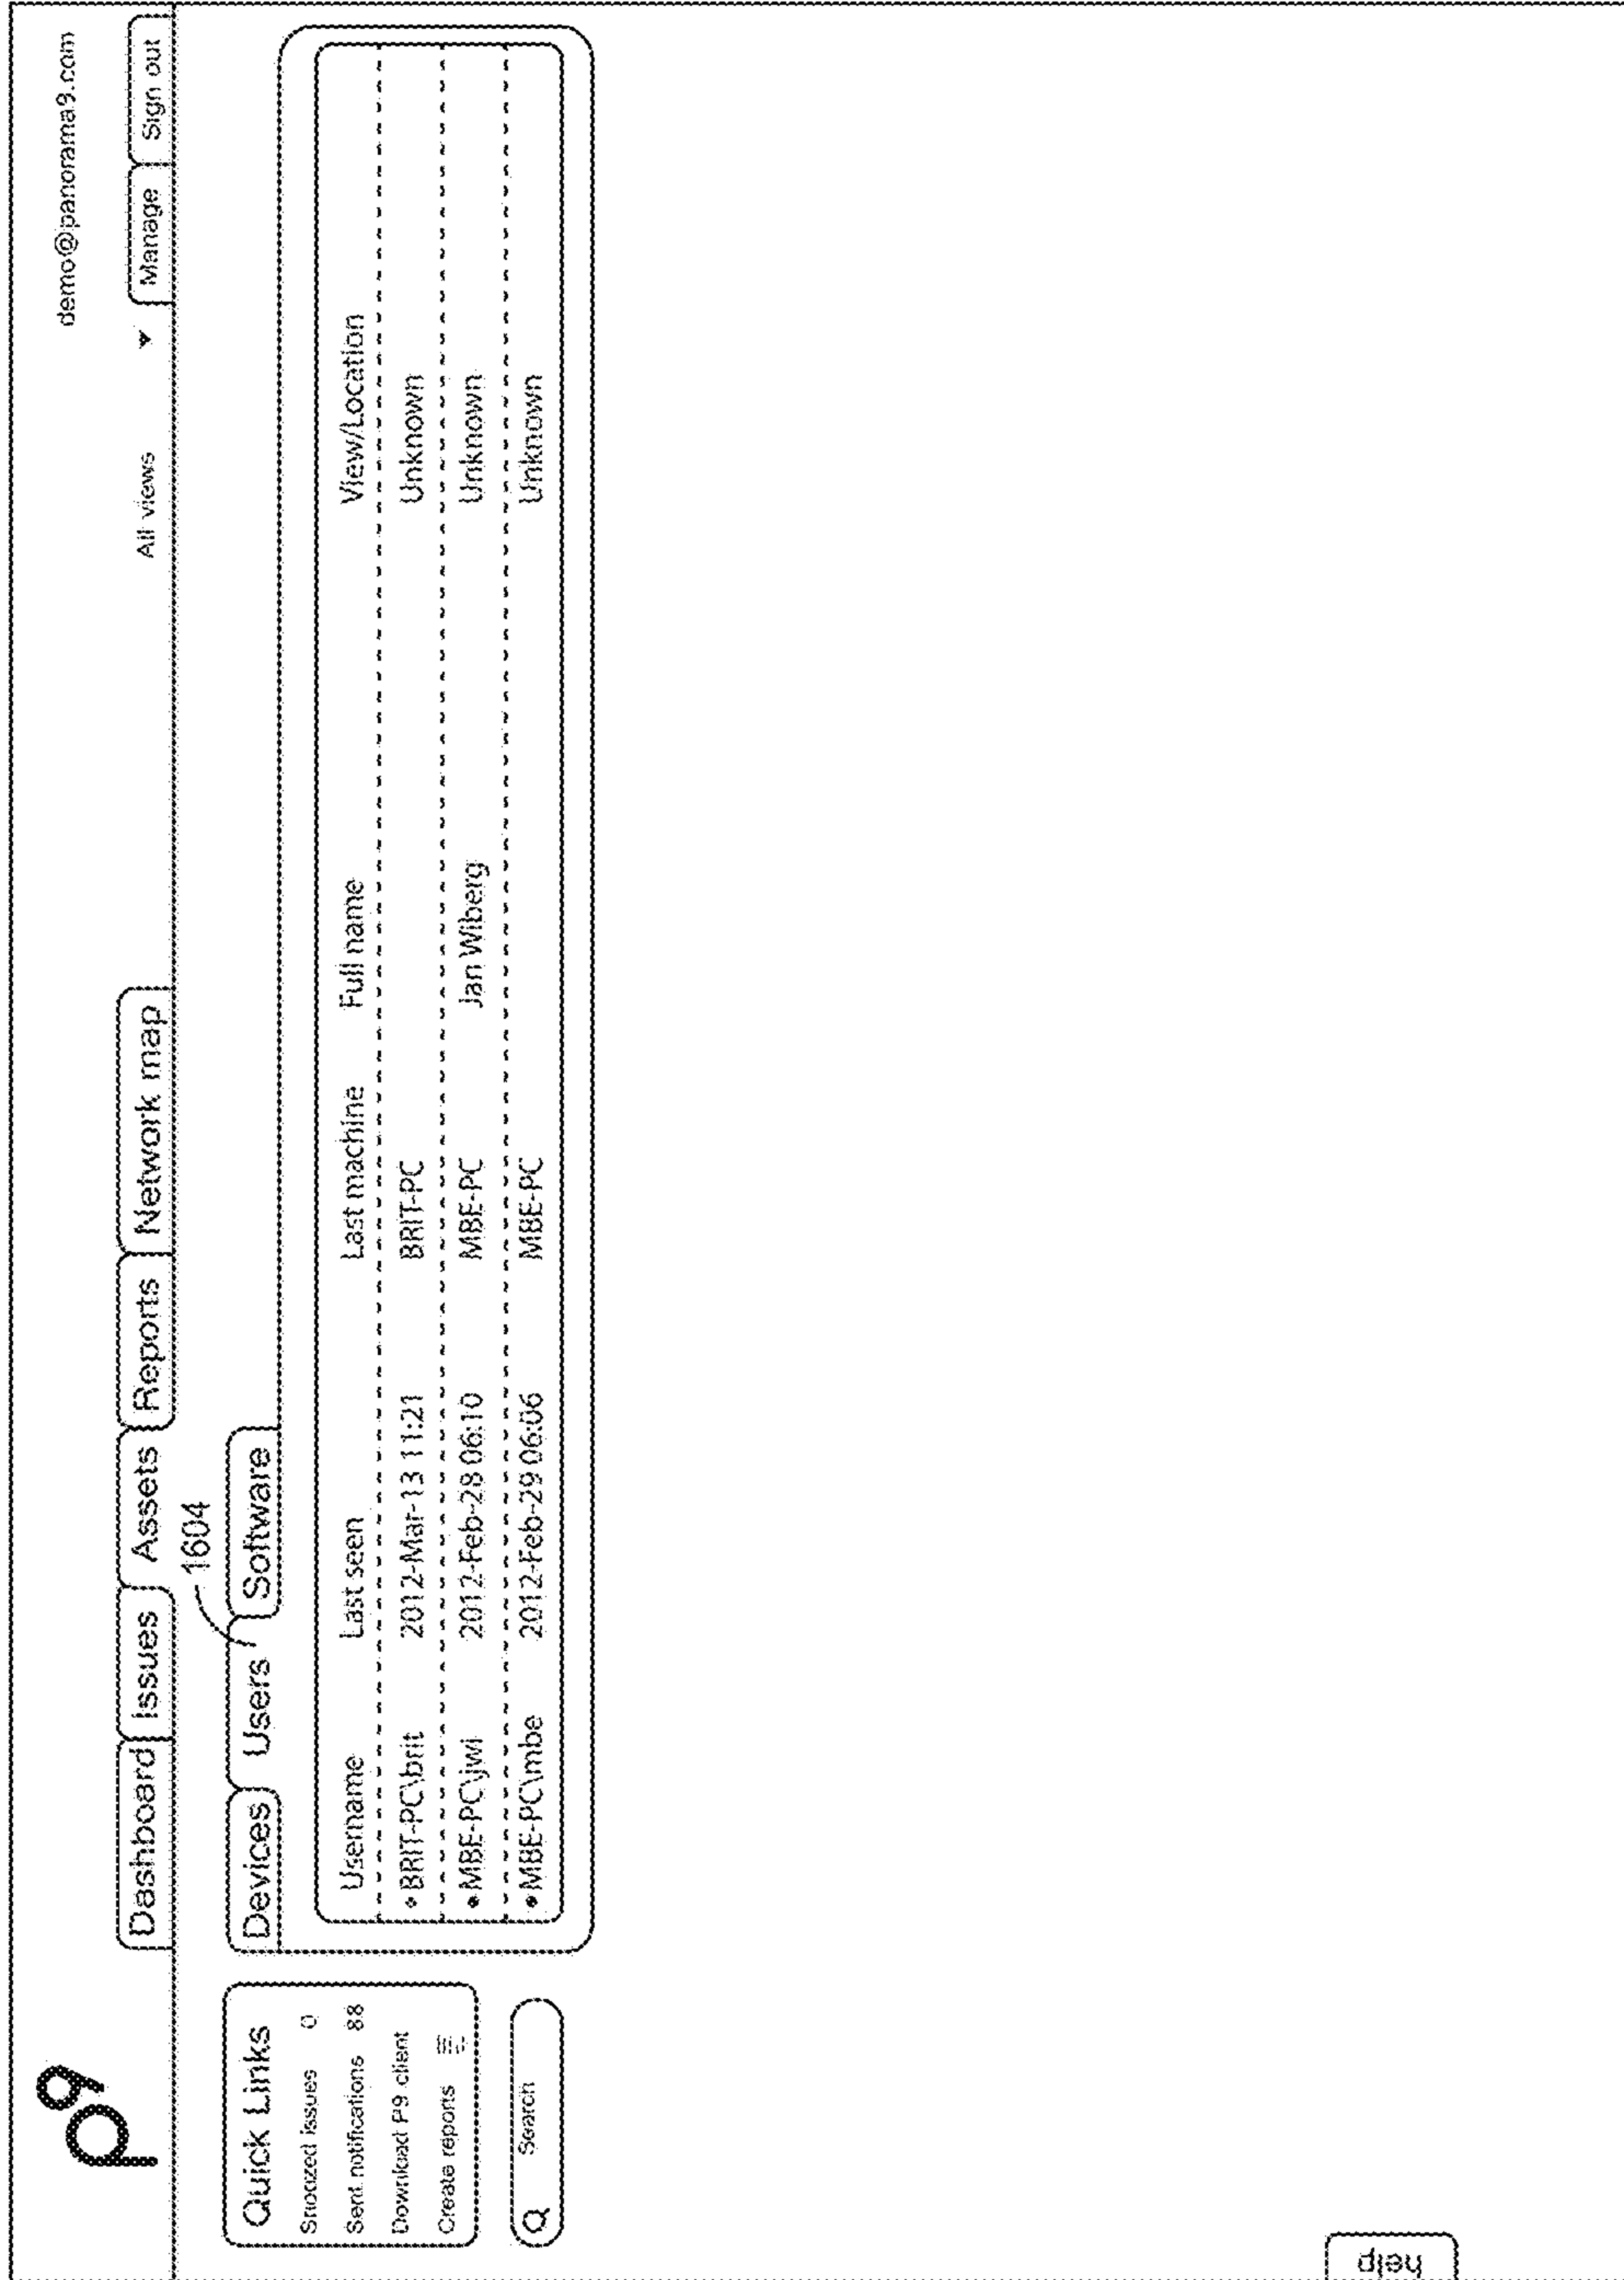 demo@panorama9.com
p9
Dashboard Issues Assets Reports Network map All views Manage Sign out
1604
Quick Links
Snoozed issues 0
Sent notifications 88
Download P9 client
Create reports
Search
Devices Users Software
Username Last seen Last machine Full name View/Location
BRIT-PC\brit 2012-Mar-13 11:21 BRIT-PC Unknown
MBE-PC\jwi 2012-Feb-28 06:10 MBE-PC Jan Wiberg Unknown
MBE-PC\mbe 2012-Feb-29 06:06 MBE-PC Unknown
help